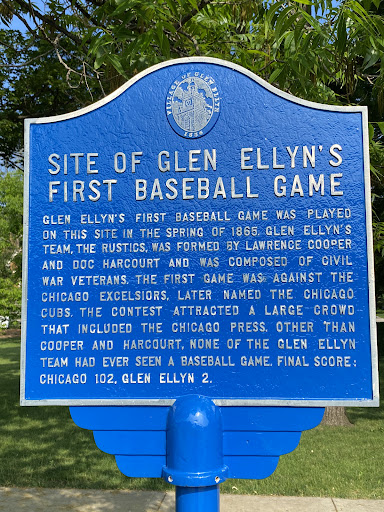 VILLAGE OF GLEN ELLYN
SITE OF GLEN ELLYN'S
FIRST BASEBALL GAME
GLEN ELLYN'S FIRST BASEBALL GAME WAS PLAYED
ON THIS SITE IN THE SPRING OF 1865. GLEN ELLYN'S
TEAM, THE RUSTICS, WAS FORMED BY LAWRENCE COOPER
AND DOC HARCOURT AND WAS COMPOSED OF CIVIL
WAR VETERANS. THE FIRST GAME WAS AGAINST THE
CHICAGO EXCELSIORS, LATER NAMED THE CHICAGO
CUBS. THE CONTEST ATTRACTED A LARGE CROWD
THAT INCLUDED THE CHICAGO PRESS. OTHER THAN
COOPER AND HARCOURT, NONE OF THE GLEN ELLYN
TEAM HAD EVER SEEN A BASEBALL GAME. FINAL SCORE:
CHICAGO 102, GLEN ELLYN 2.